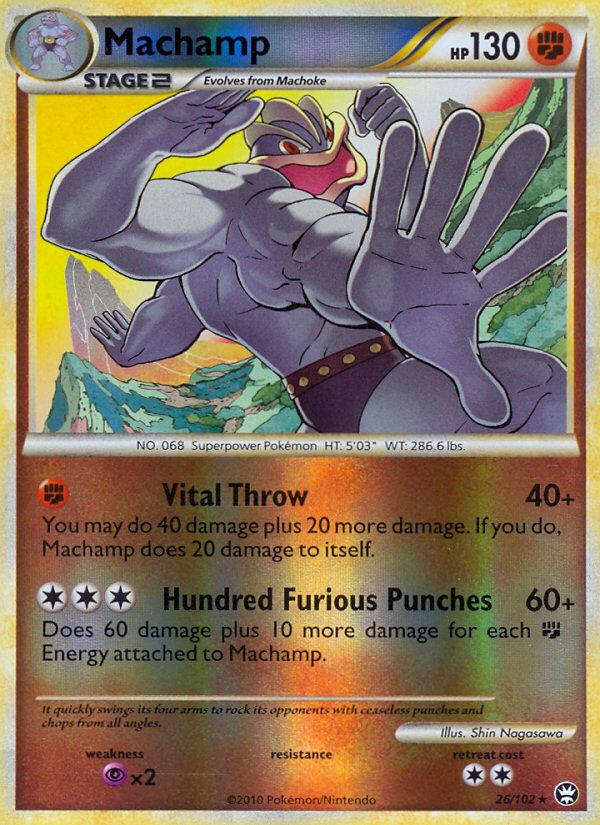 Machamp
HP 130
STAGE 2
Evolves from Machoke
NO. 068 Superpower Pokémon HT: 5'03" WT: 286.6 lbs.
Vital Throw 40+
You may do 40 damage plus 20 more damage. If you do,
Machamp does 20 damage to itself.
Hundred Furious Punches 60+
Does 60 damage plus 10 more damage for each
Energy attached to Machamp.
It quickly swings its four arms to rock its opponents with ceaseless punches and
chops from all angles.
Illus. Shin Nagasawa
weakness resistance retreat cost
×2
26/102 ★
©2010 Pokémon/Nintendo